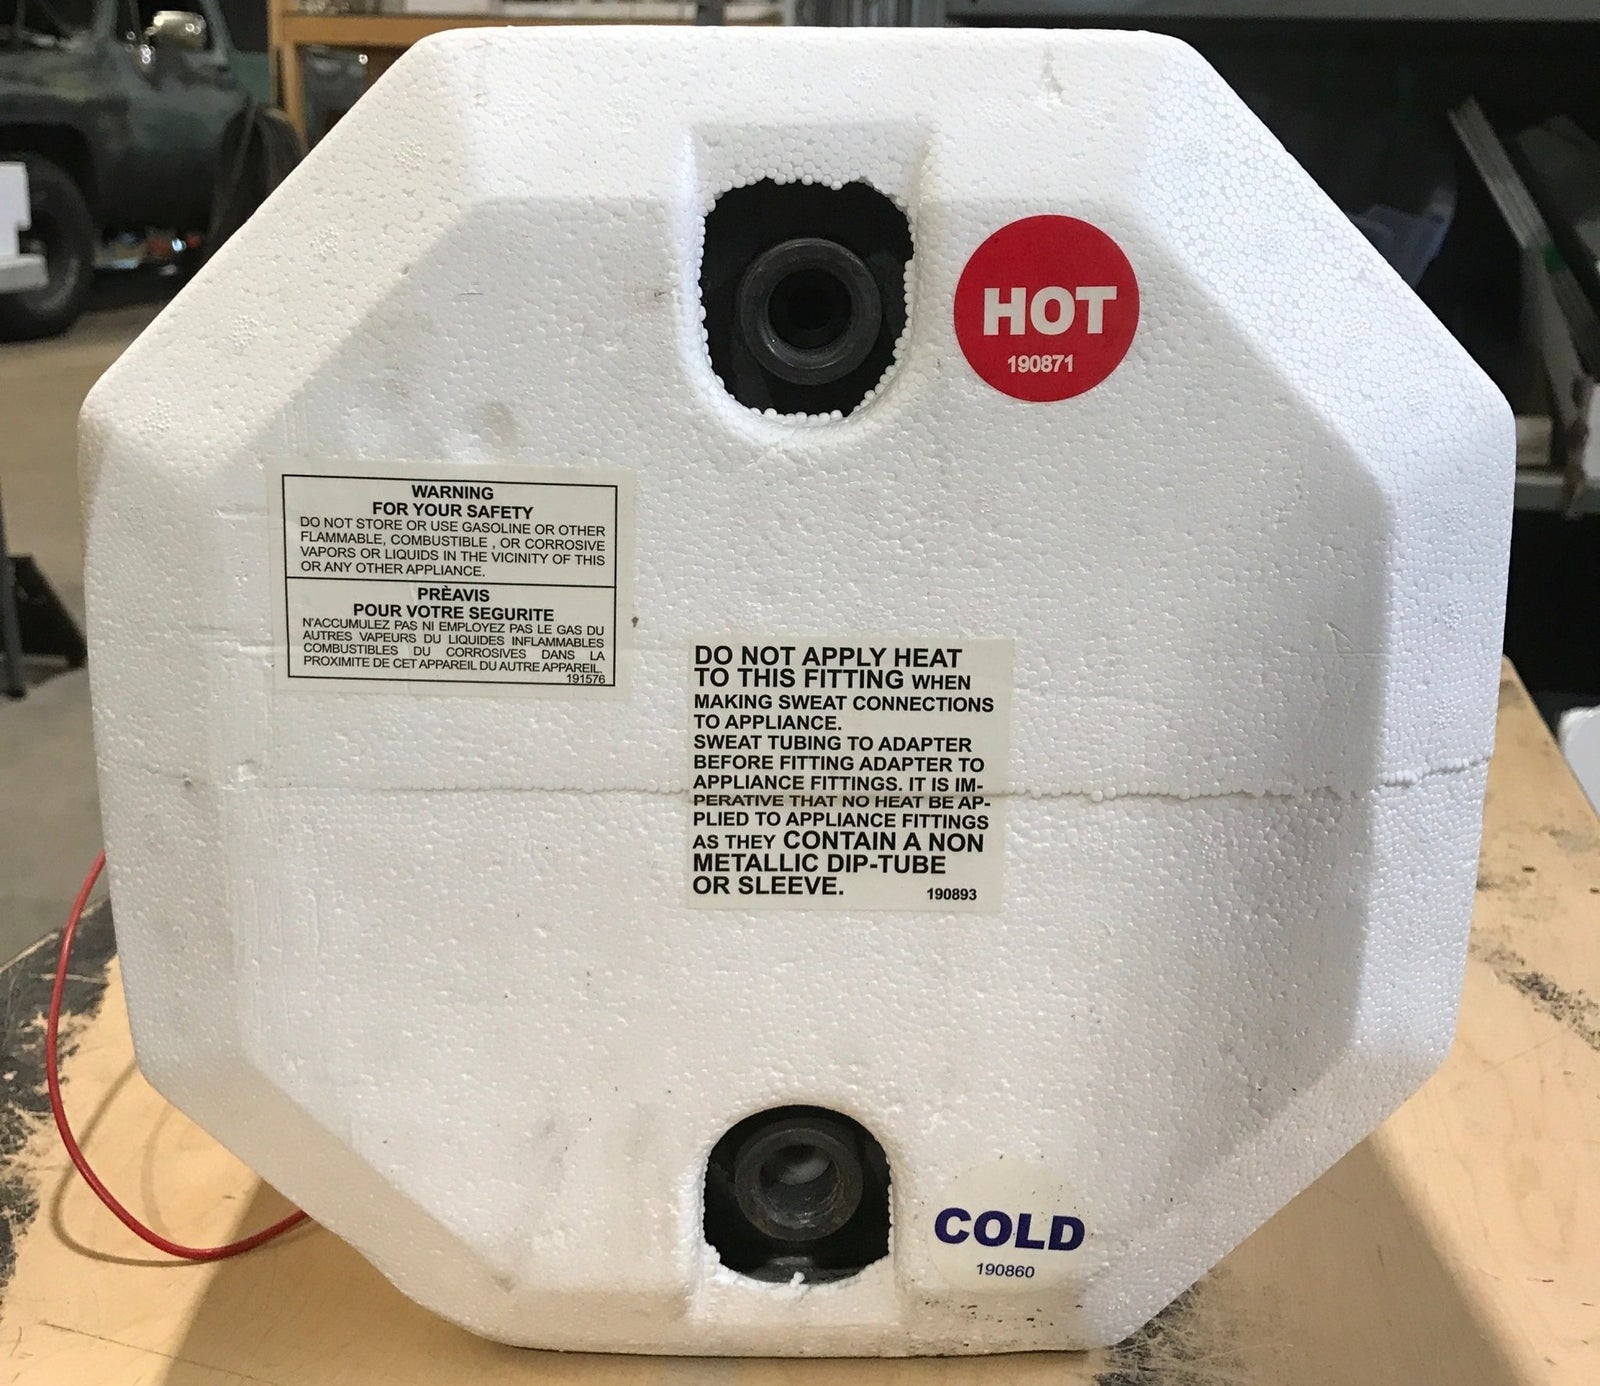 HOT
190871
WARNING
FOR YOUR SAFETY
DO NOT STORE OR USE GASOLINE OR OTHER
FLAMMABLE, COMBUSTIBLE , OR CORROSIVE
VAPORS OR LIQUIDS IN THE VICINITY OF THIS
OR ANY OTHER APPLIANCE.
PRÈAVIS
POUR VOTRE SEGURITE
N'ACCUMULEZ PAS NI EMPLOYEZ PAS LE GAS DU
AUTRES VAPEURS DU LIQUIDES INFLAMMABLES
COMBUSTIBLES DU CORROSIVES DANS LA
PROXIMITE DE CET APPAREIL DU AUTRE APPAREIL.
191576
DO NOT APPLY HEAT
TO THIS FITTING WHEN
MAKING SWEAT CONNECTIONS
TO APPLIANCE.
SWEAT TUBING TO ADAPTER
BEFORE FITTING ADAPTER TO
APPLIANCE FITTINGS. IT IS IM-
PERATIVE THAT NO HEAT BE AP-
PLIED TO APPLIANCE FITTINGS
AS THEY CONTAIN A NON
METALLIC DIP-TUBE
OR SLEEVE.
190893
COLD
190860